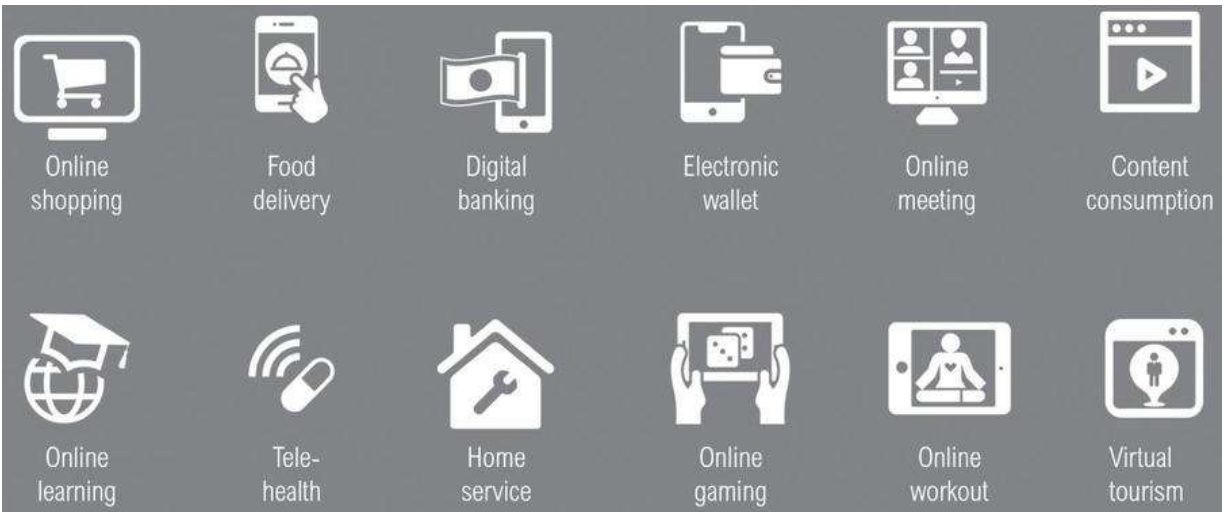 Online
shopping
Food
delivery
Digital
banking
Electronic
wallet
Online
meeting
Content
consumption
Online
learning
Tele-
health
Home
service
Online
gaming
Online
workout
Virtual
tourism